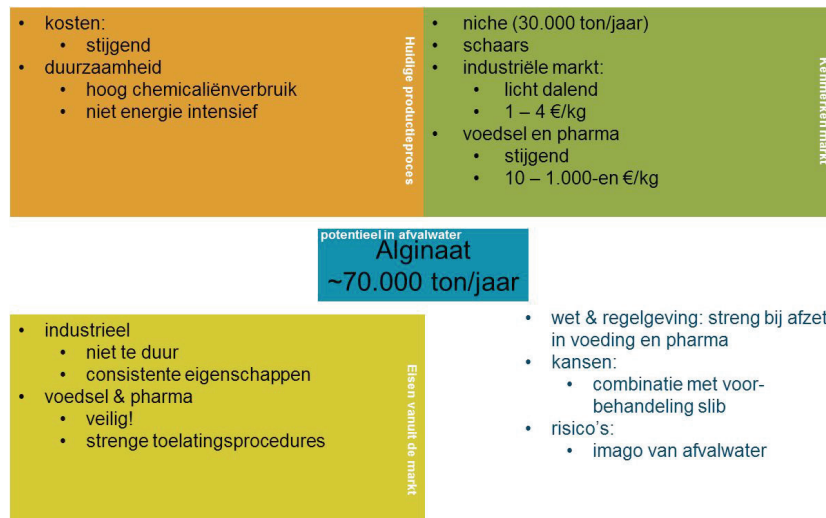 kosten:
stijgend
duurzaamheid
hoog chemicaliënverbruik
niet energie intensief
Huidige productieproces
niche (30.000 ton/jaar)
schaars
industriële markt:
licht dalend
1 – 4 €/kg
voedsel en pharma
stijgend
10 – 1.000-en €/kg
Kenmerken markt
potentieel in afvalwater
Alginaat
~70.000 ton/jaar
industrieel
niet te duur
consistente eigenschappen
voedsel & pharma
veilig!
strenge toelatingsprocedures
Eisen vanuit de markt
wet & regelgeving: streng bij afzet
in voeding en pharma
kansen:
combinatie met voor-
behandeling slib
risico's:
imago van afvalwater